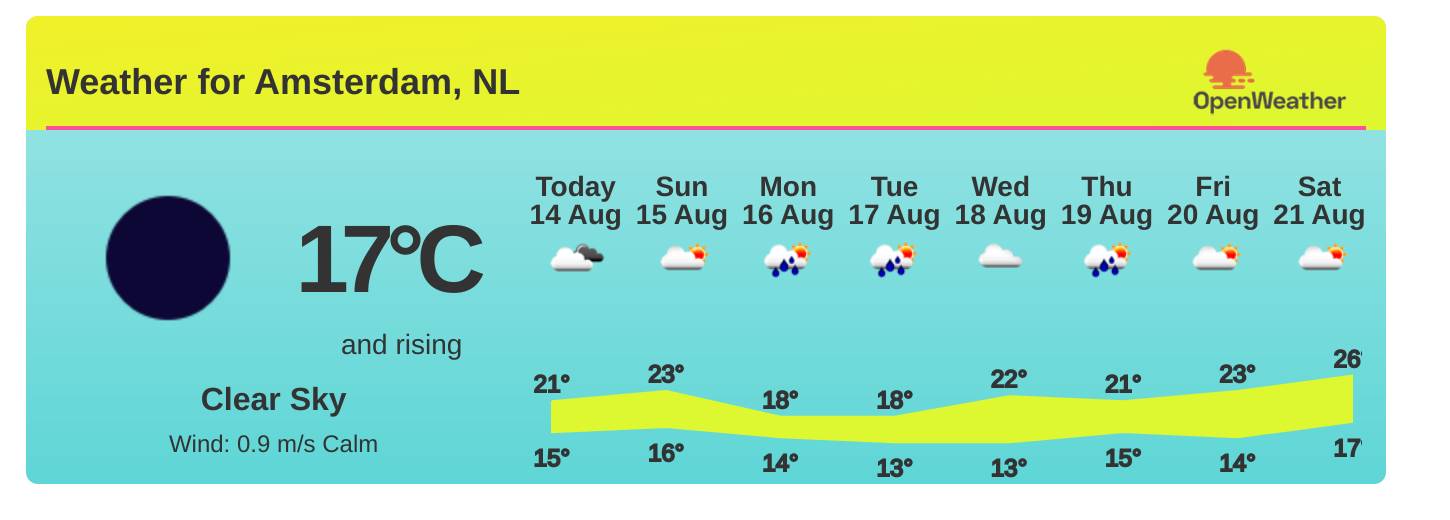 Weather for Amsterdam, NL
OpenWeather
17°C
and rising
Clear Sky
Wind: 0.9 m/s Calm
Today Sun Mon Tue Wed Thu Fri Sat
14 Aug 15 Aug 16 Aug 17 Aug 18 Aug 19 Aug 20 Aug 21 Aug
21° 23° 18° 18° 22° 21° 23° 26°
15° 16° 14° 13° 13° 15° 14° 17